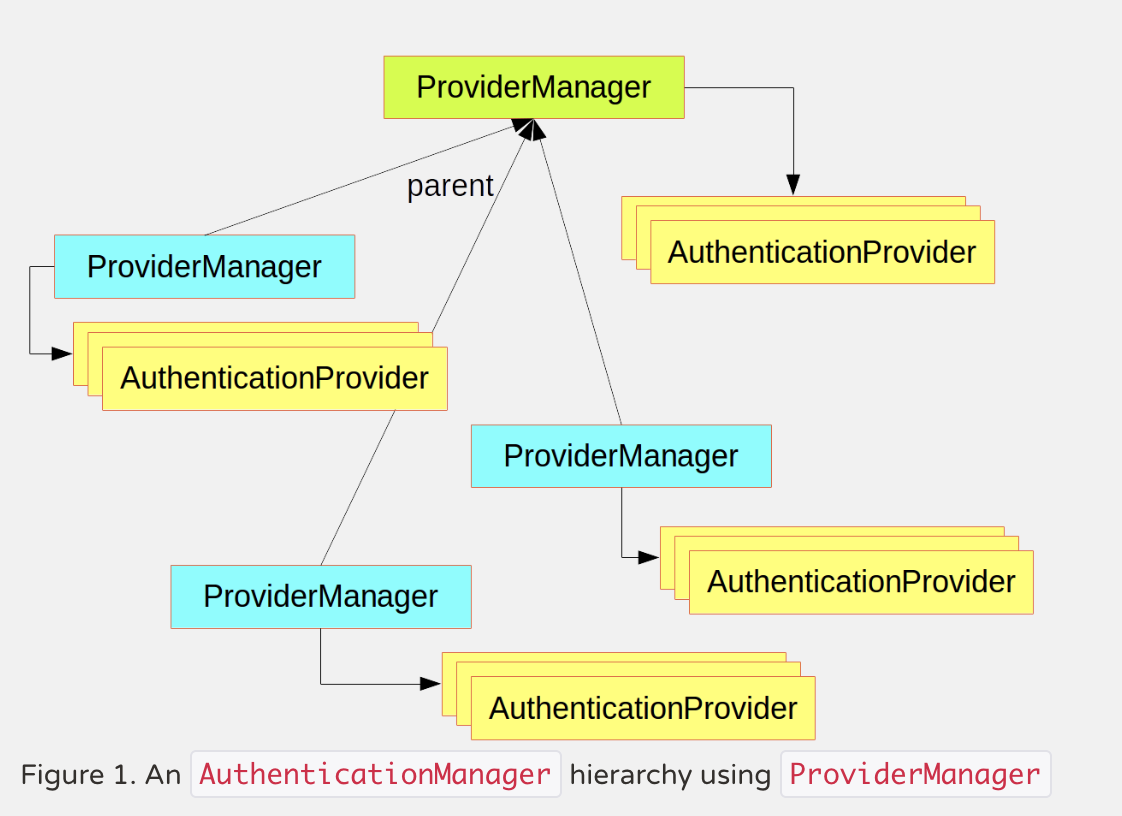 ProviderManager
parent
AuthenticationProvider
ProviderManager
AuthenticationProvider
ProviderManager
AuthenticationProvider
ProviderManager
AuthenticationProvider
Figure 1. An AuthenticationManager hierarchy using ProviderManager